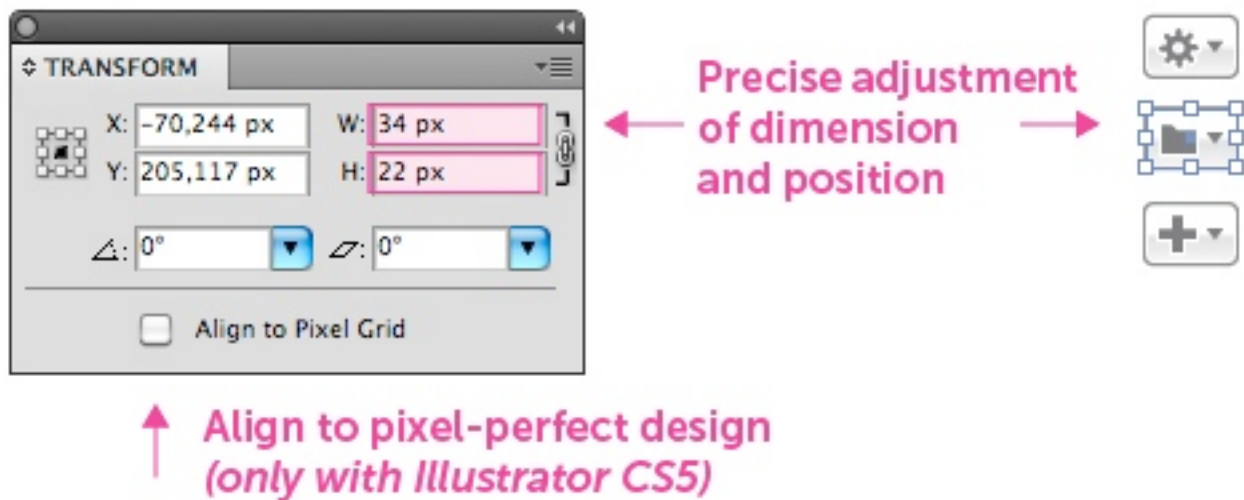 TRANSFORM
X: -70,244 px W: 34 px
Y: 205,117 px H: 22 px
0° 0°
Align to Pixel Grid
Precise adjustment
of dimension
and position
Align to pixel-perfect design
(only with Illustrator CS5)